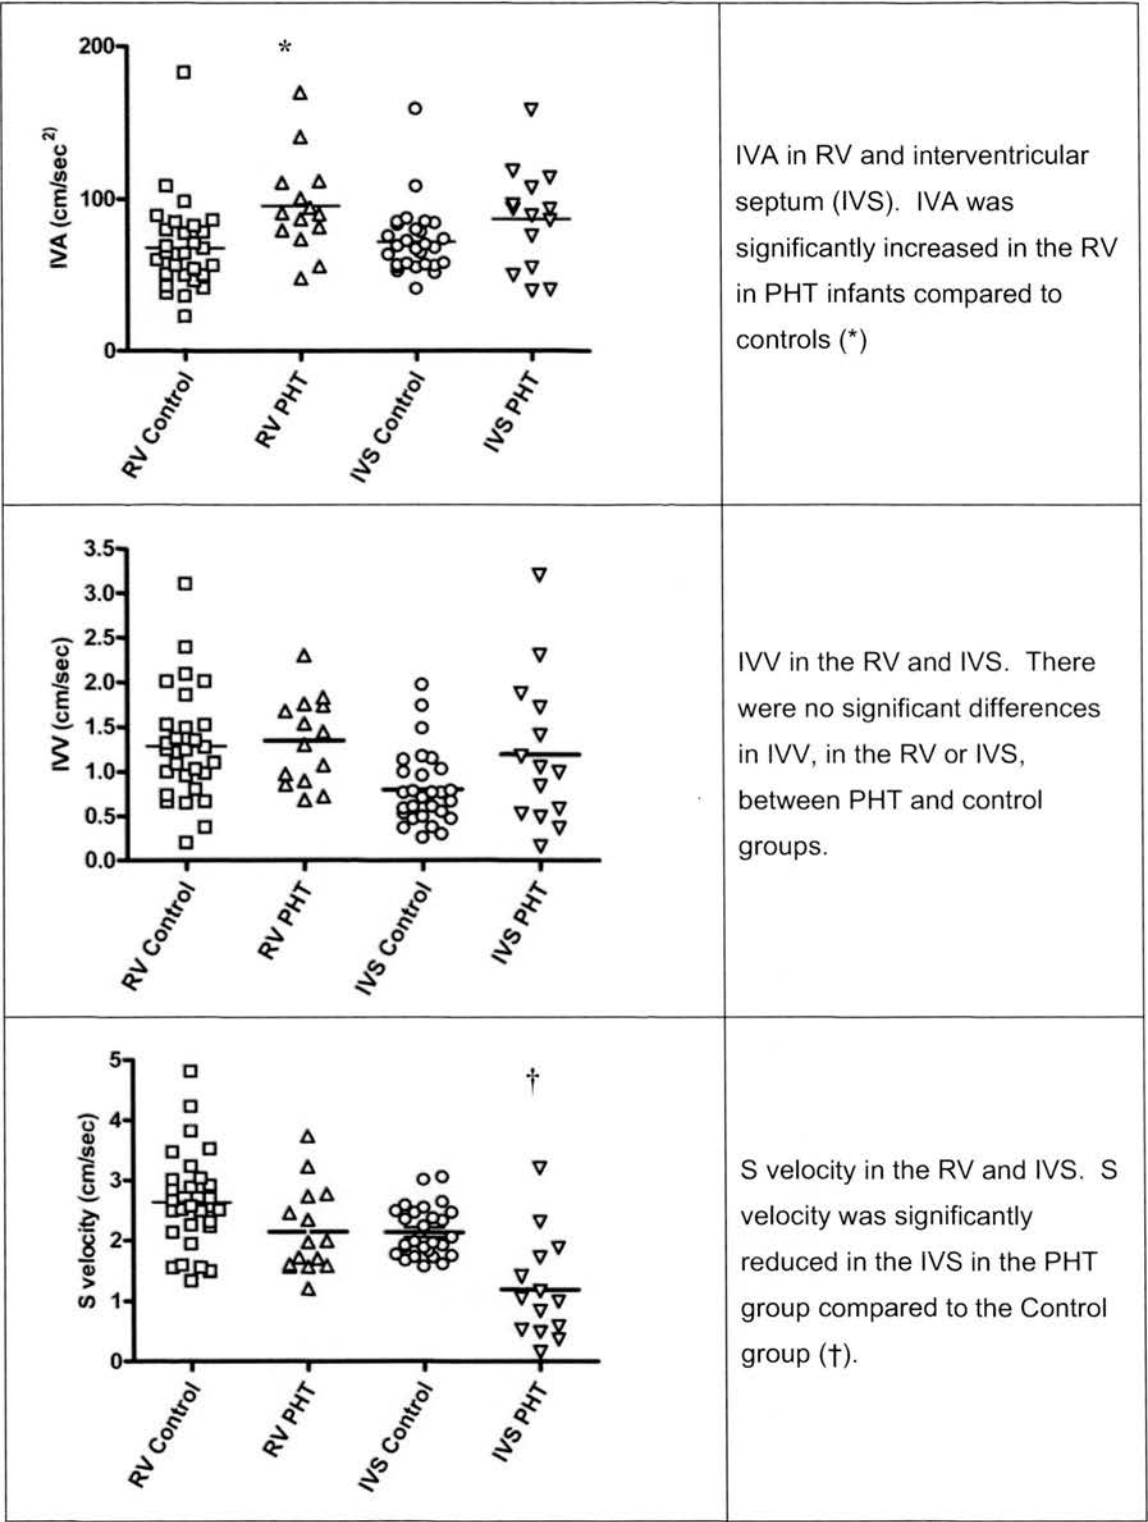 200
*
100
0
IVA (cm/sec 2)
RV Control
RV PHT
IVS Control
IVS PHT
IVA in RV and interventricular
septum (IVS). IVA was
significantly increased in the RV
in PHT infants compared to
controls (*)
3.5
3.0
2.5
2.0
1.5
1.0
0.5
0.0
IVV (cm/sec)
RV Control
RV PHT
IVS Control
IVS PHT
IVV in the RV and IVS. There
were no significant differences
in IVV, in the RV or IVS,
between PHT and control
groups.
5
4
3
2
1
0
†
S velocity (cm/sec)
RV Control
RV PHT
IVS Control
IVS PHT
S velocity in the RV and IVS. S
velocity was significantly
reduced in the IVS in the PHT
group compared to the Control
group (†).